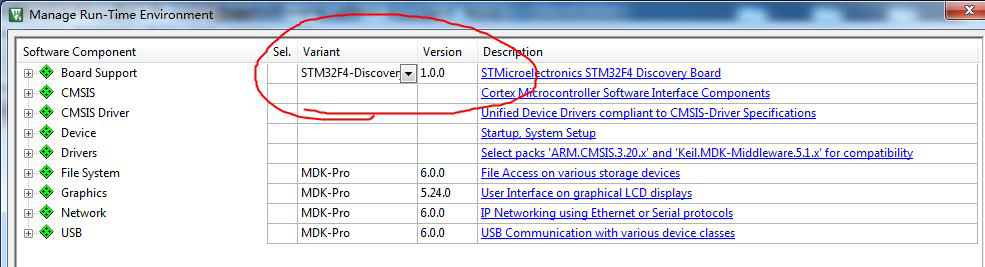 Manage Run-Time Environment
Software Component Sel. Variant Version Description
Board Support STM32F4-Discover 1.0.0 STMicroelectronics STM32F4 Discovery Board
CMSIS Cortex Microcontroller Software Interface Components
CMSIS Driver Unified Device Drivers compliant to CMSIS-Driver Specifications
Device Startup, System Setup
Drivers Select packs 'ARM.CMSIS.3.20.x' and 'Keil.MDK-Middleware.5.1.x' for compatibility
File System MDK-Pro 6.0.0 File Access on various storage devices
Graphics MDK-Pro 5.24.0 User Interface on graphical LCD displays
Network MDK-Pro 6.0.0 IP Networking using Ethernet or Serial protocols
USB MDK-Pro 6.0.0 USB Communication with various device classes